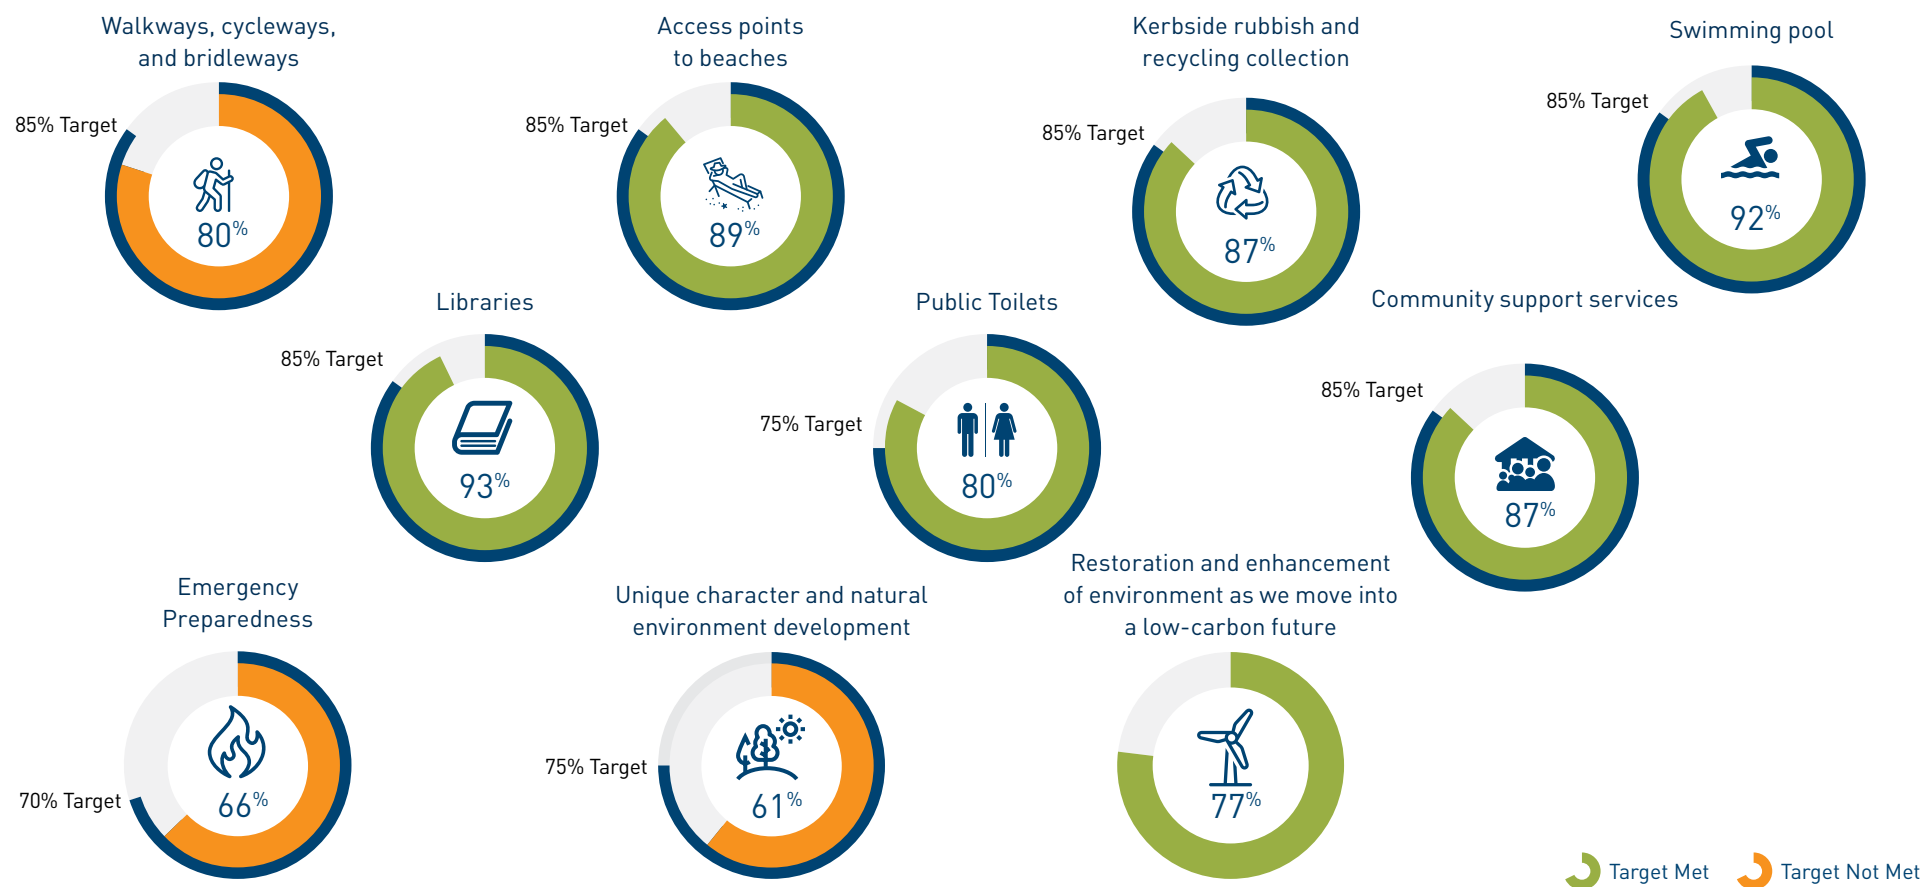 Walkways, cycleways,
and bridleways
85% Target
80%
Access points
to beaches
85% Target
89%
Kerbside rubbish and
recycling collection
85% Target
87%
Swimming pool
85% Target
92%
Libraries
85% Target
93%
Public Toilets
75% Target
80%
Community support services
85% Target
87%
Emergency
Preparedness
70% Target
66%
Unique character and natural
environment development
75% Target
61%
Restoration and enhancement
of environment as we move into
a low-carbon future
77%
Target Met
Target Not Met